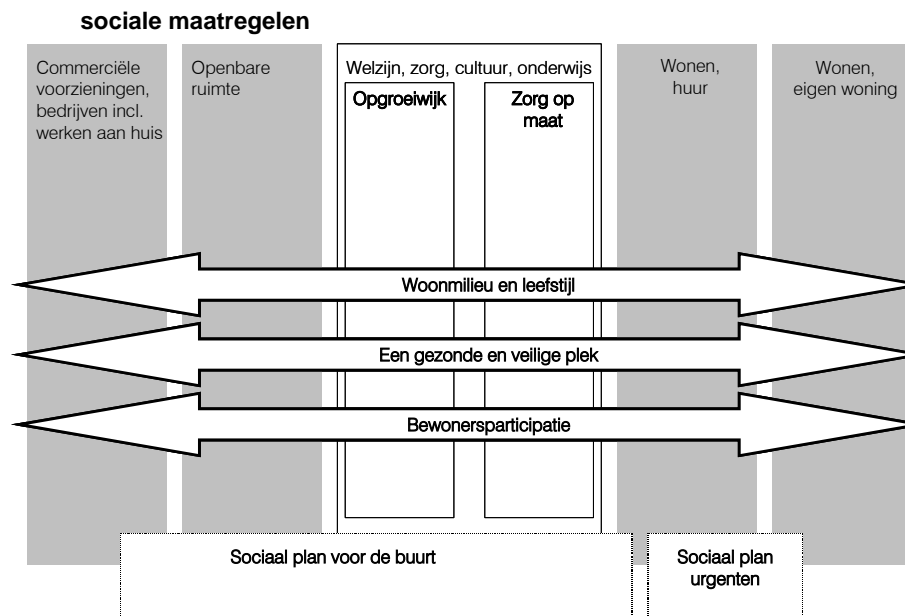 sociale maatregelen
Commerciële
voorzieningen,
bedrijven incl.
werken aan huis
Openbare
ruimte
Welzijn, zorg, cultuur, onderwijs
Opgroeiwijk
Zorg op
maat
Wonen,
huur
Wonen,
eigen woning
Woonmilieu en leefstijl
Een gezonde en veilige plek
Bewonersparticipatie
Sociaal plan voor de buurt
Sociaal plan
urgenten